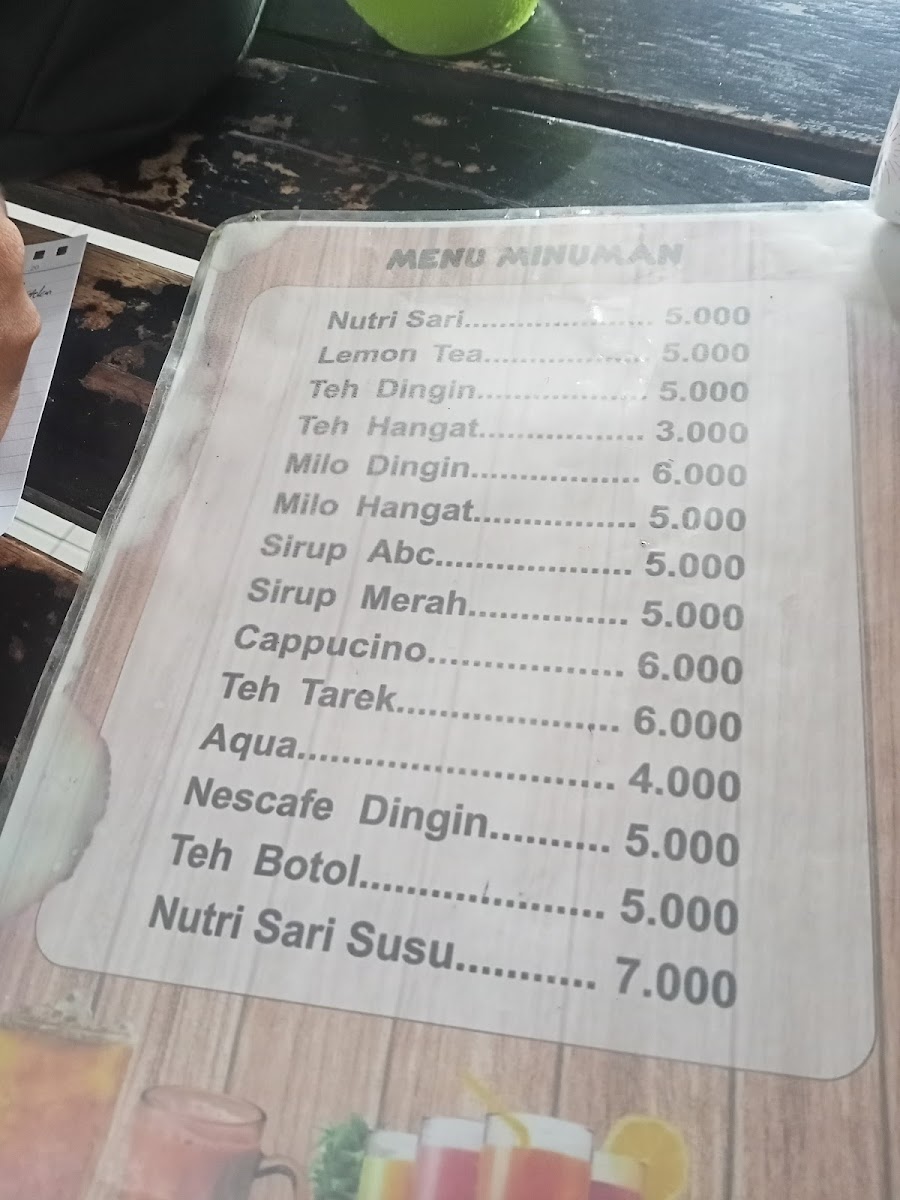 MENU MINUMAN
Nutri Sari..................... 5.000
Lemon Tea................... 5.000
Teh Dingin................... 5.000
Teh Hangat.................. 3.000
Milo Dingin.................. 6.000
Milo Hangat................. 5.000
Sirup Abc.................... 5.000
Sirup Merah................ 5.000
Cappucino................... 6.000
Teh Tarek..................... 6.000
Aqua............................ 4.000
Nescafe Dingin.......... 5.000
Teh Botol..................... 5.000
Nutri Sari Susu............ 7.000